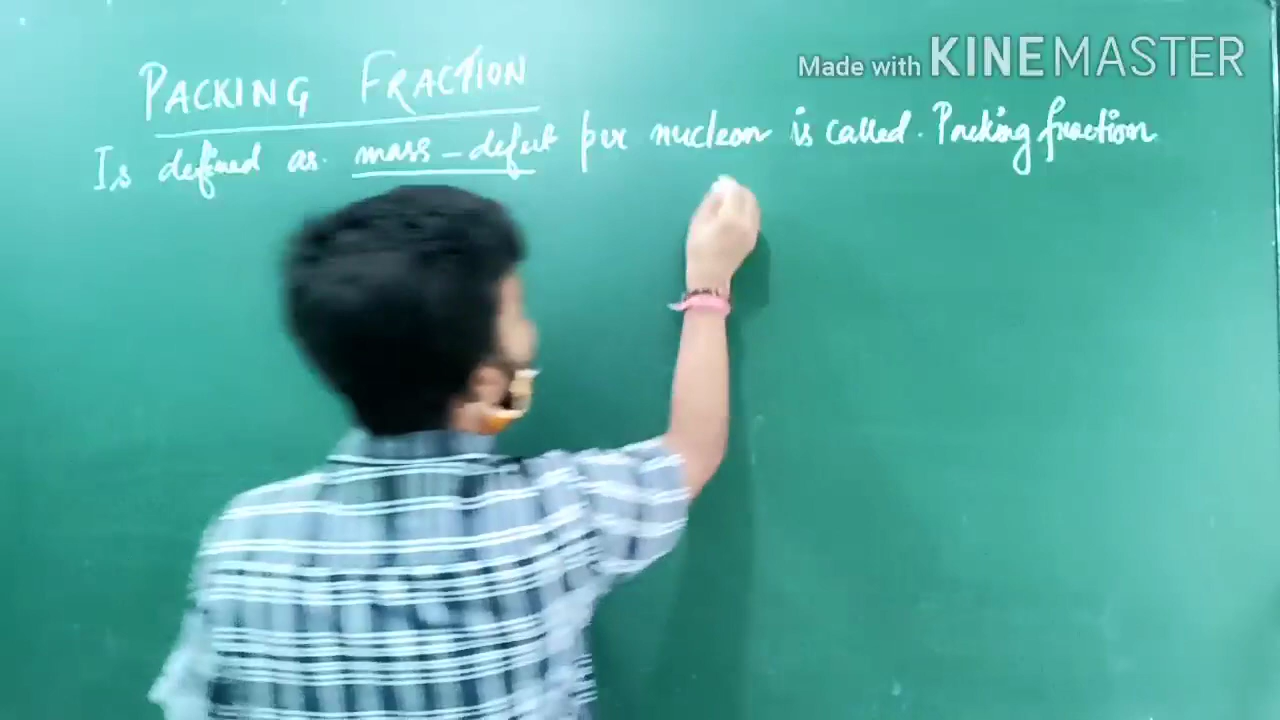 Made with KINEMASTER
PACKING FRACTION
Is defined as. mass - defect per nucleon is called. Packing fraction